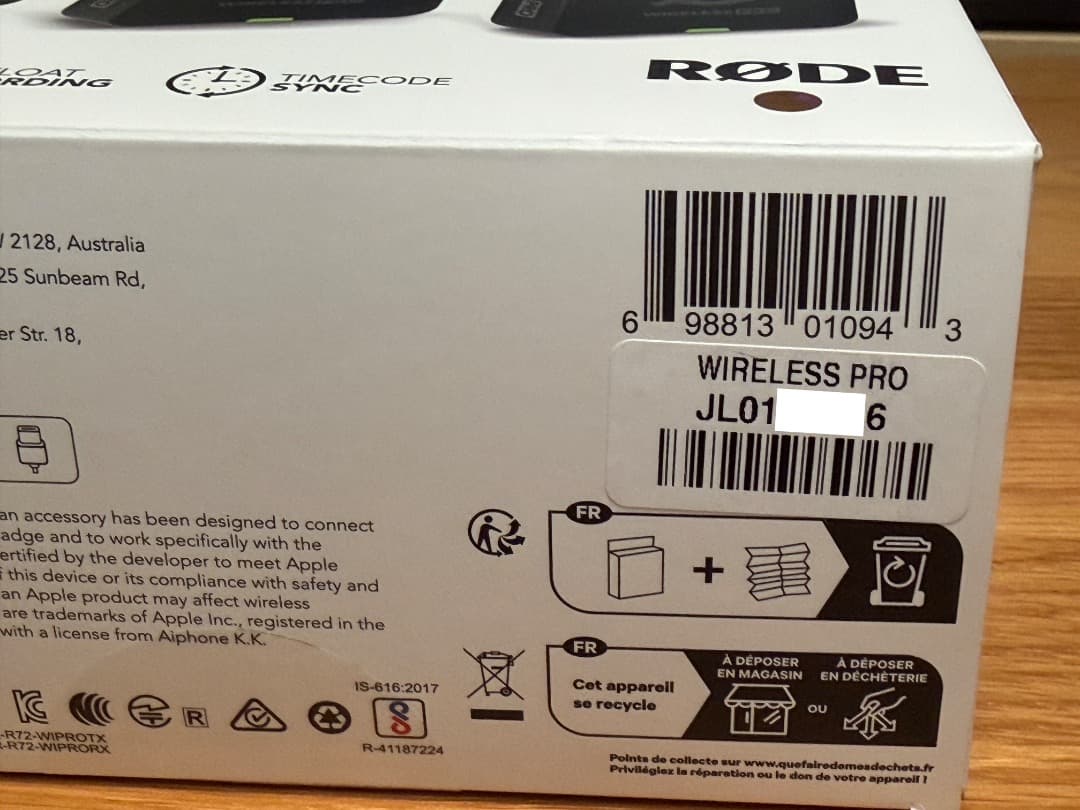 WIRELESS PRO
LOAT
RDING
TIMECODE
SYNC
RØDE
2128, Australia
25 Sunbeam Rd,
er Str. 18,
6 98813 01094 3
WIRELESS PRO
JL01 6
an accessory has been designed to connect
adge and to work specifically with the
ertified by the developer to meet Apple
f this device or its compliance with safety and
an Apple product may affect wireless
are trademarks of Apple Inc., registered in the
with a license from Aiphone K.K.
FR
+
FR
Cet appareil
se recycle
À DÉPOSER
EN MAGASIN
OU
À DÉPOSER
EN DÉCHÈTERIE
IS-616:2017
R
R-41187224
-R72-WIPROTX
-R72-WIPRORX
Points de collecte sur www.quefairedemesdechets.fr
Privilégiez la réparation ou le don de votre appareil !